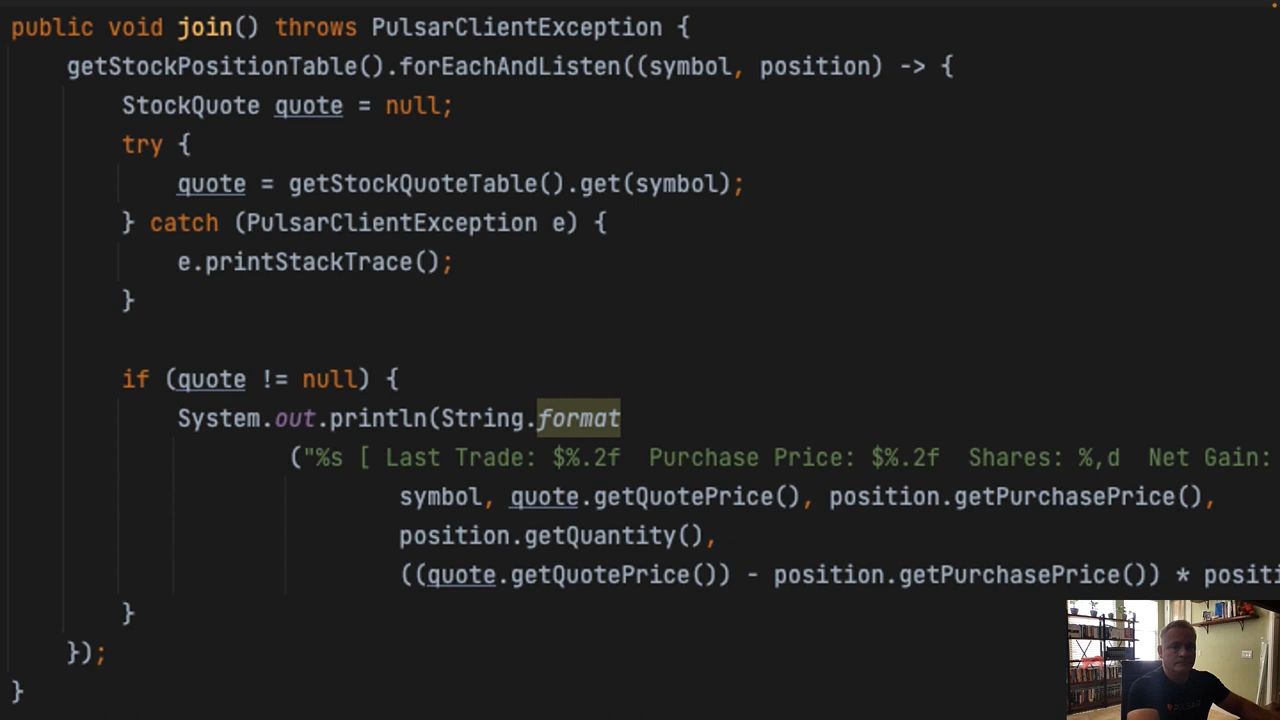 public void join() throws PulsarClientException {
getStockPositionTable().forEachAndListen((symbol, position) -> {
StockQuote quote = null;
try {
quote = getStockQuoteTable().get(symbol);
} catch (PulsarClientException e) {
e.printStackTrace();
}
if (quote != null) {
System.out.println(String.format
("%s [ Last Trade: $%.2f  Purchase Price: $%.2f  Shares: %,d  Net Gain:
symbol, quote.getQuotePrice(), position.getPurchasePrice(),
position.getQuantity(),
((quote.getQuotePrice()) - position.getPurchasePrice()) * positi
}
});
}